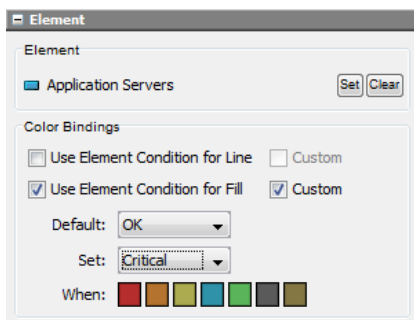 Element
Element
Application Servers Set Clear
Color Bindings
Use Element Condition for Line Custom
Use Element Condition for Fill Custom
Default: OK
Set: Critical
When: